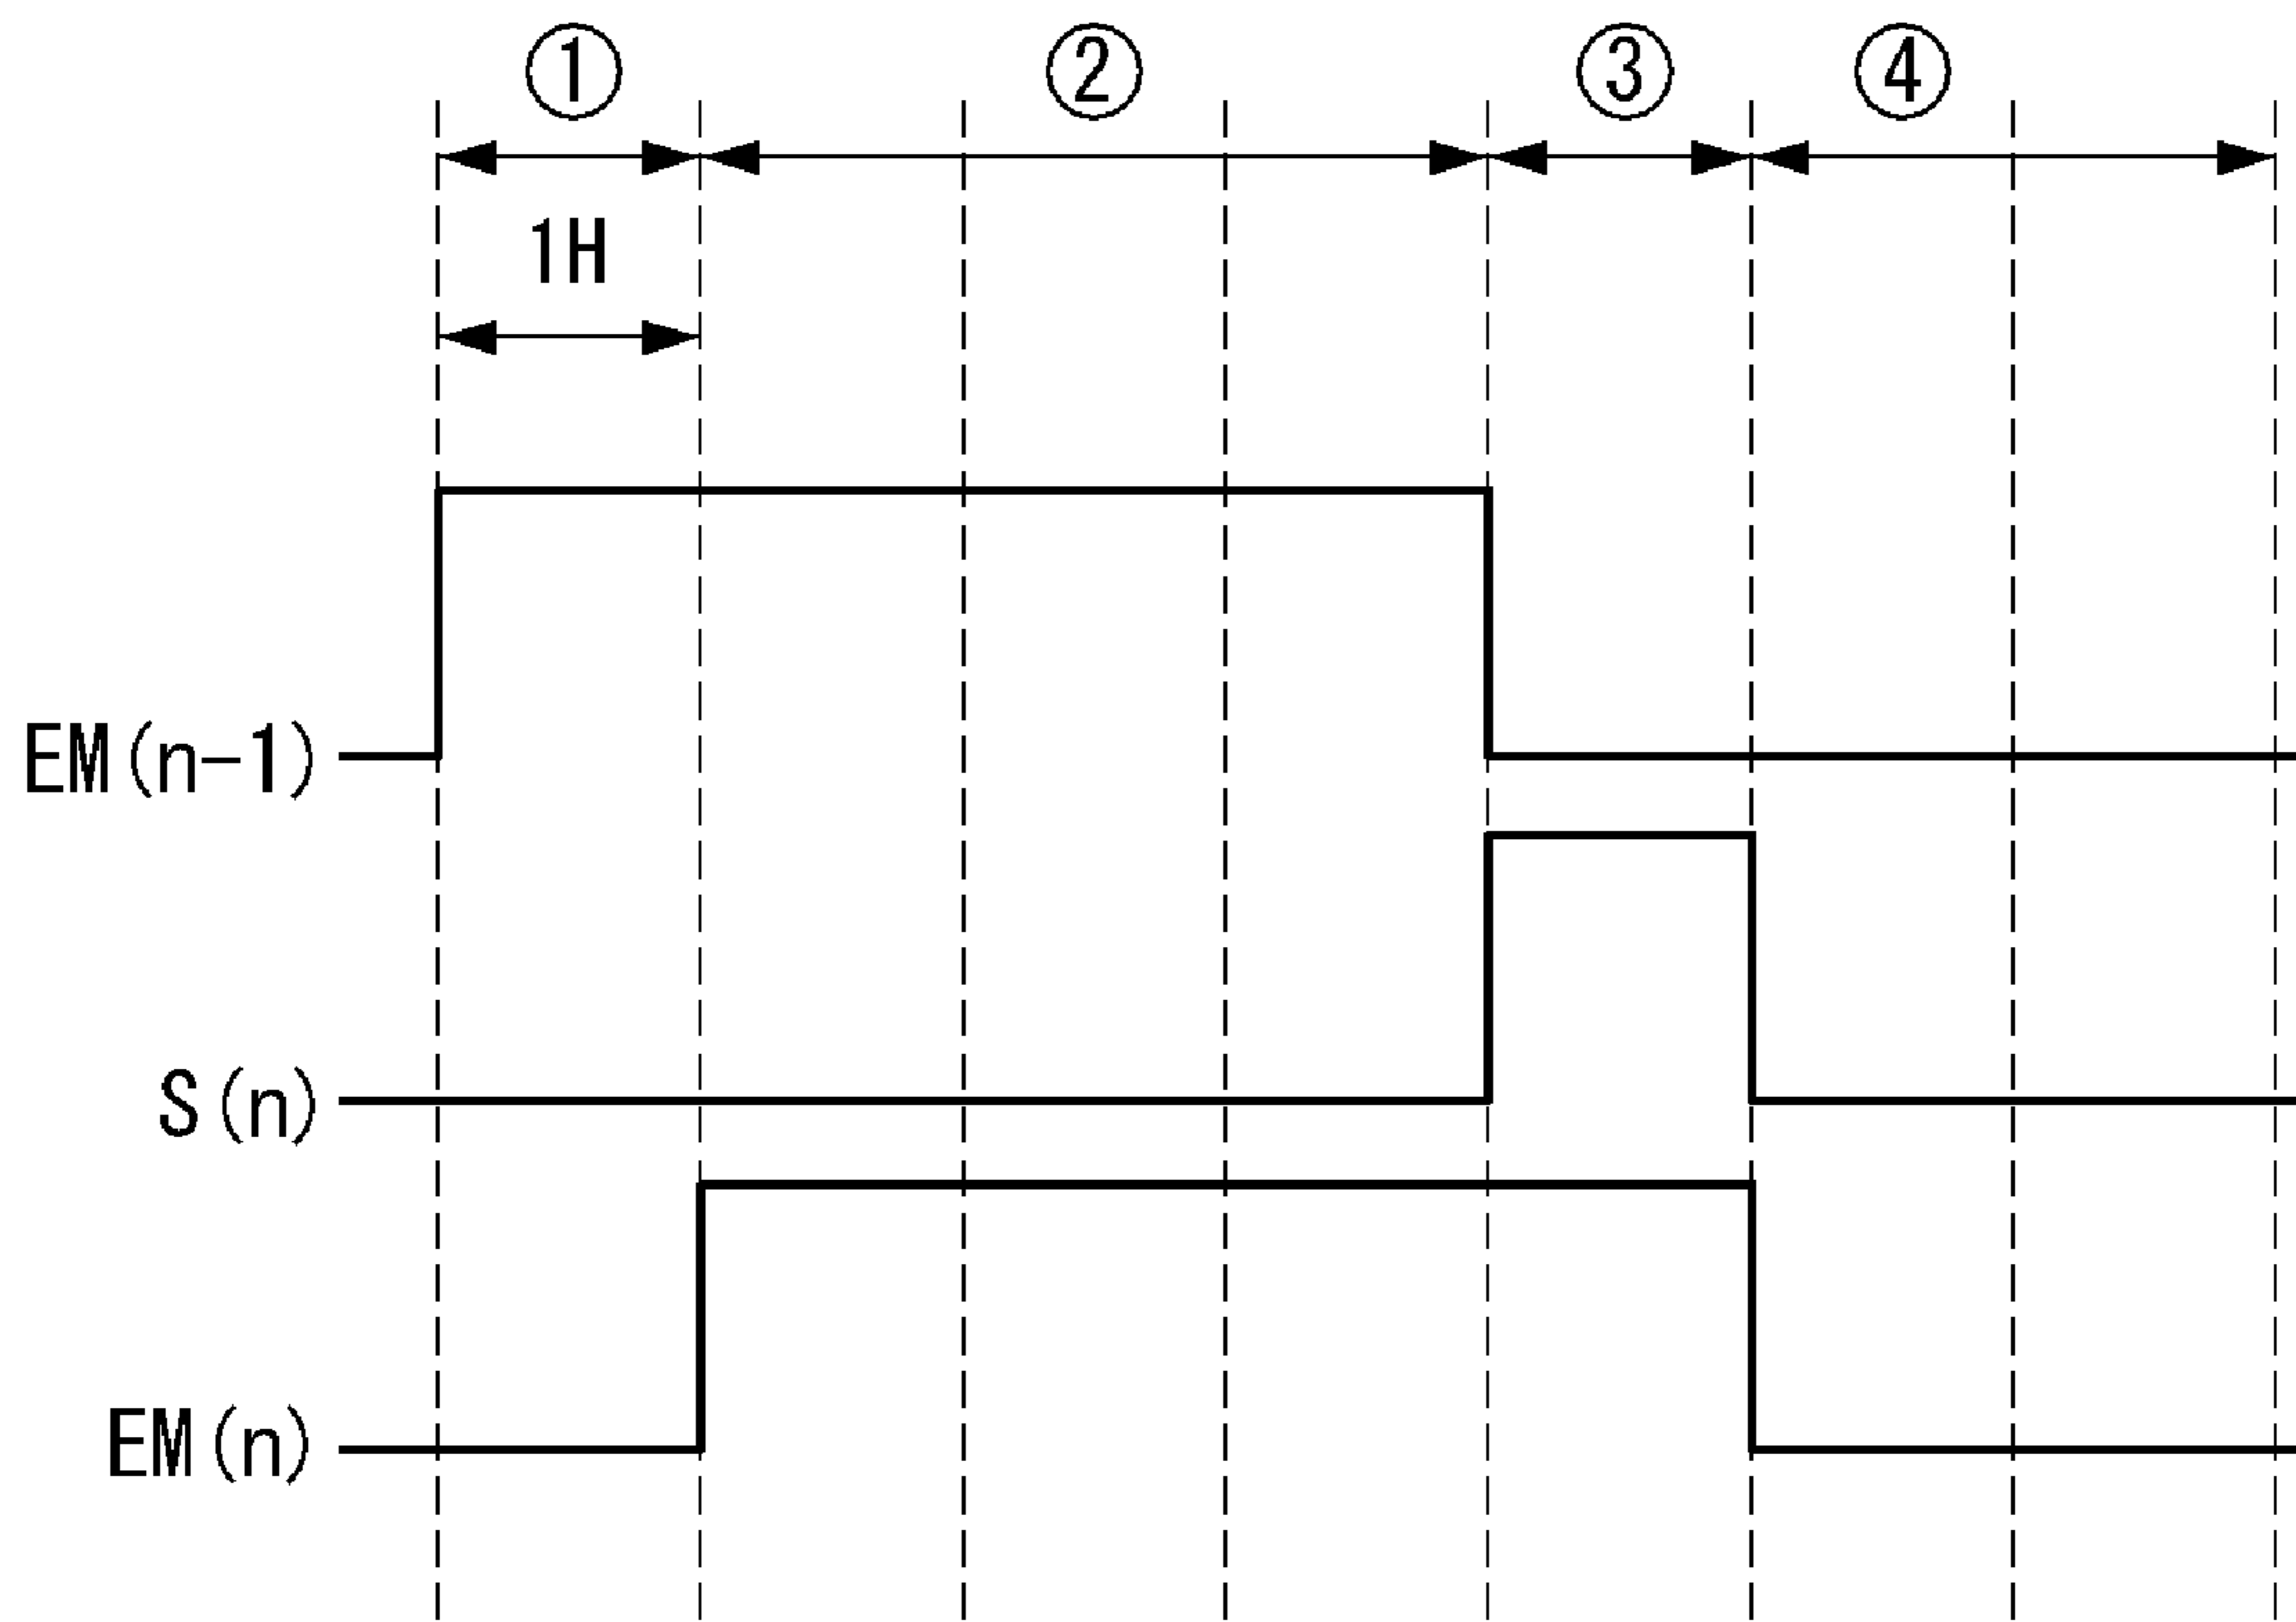 ① ② ③ ④
1H
EM(n-1)
S(n)
EM(n)